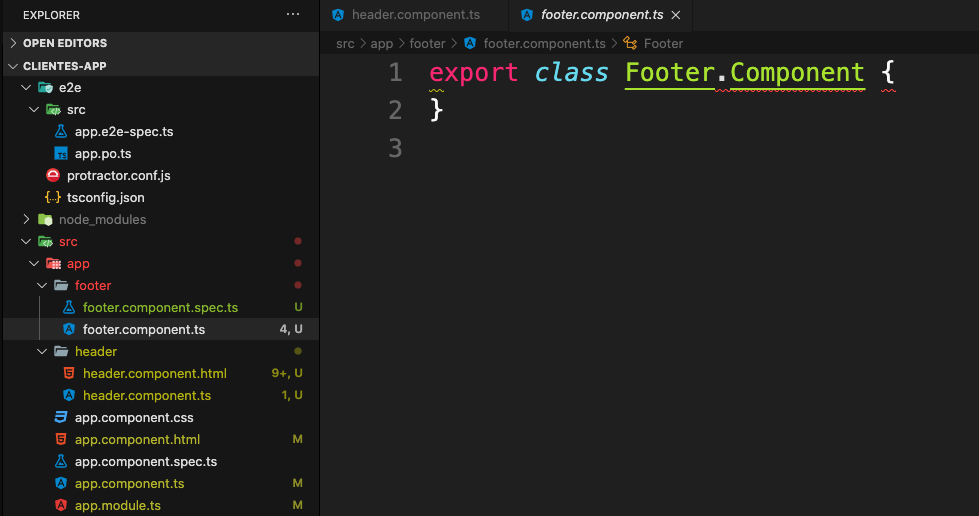 EXPLORER
...
OPEN EDITORS
CLIENTES-APP
e2e
src
app.e2e-spec.ts
TS app.po.ts
protractor.conf.js
{..} tsconfig.json
node_modules
src
app
footer
footer.component.spec.ts U
footer.component.ts 4, U
header
header.component.html 9+, U
header.component.ts 1, U
app.component.css
app.component.html M
app.component.spec.ts
app.component.ts M
app.module.ts M
header.component.ts footer.component.ts ×
src > app > footer > footer.component.ts > Footer
1 export class Footer.Component {
2 }
3